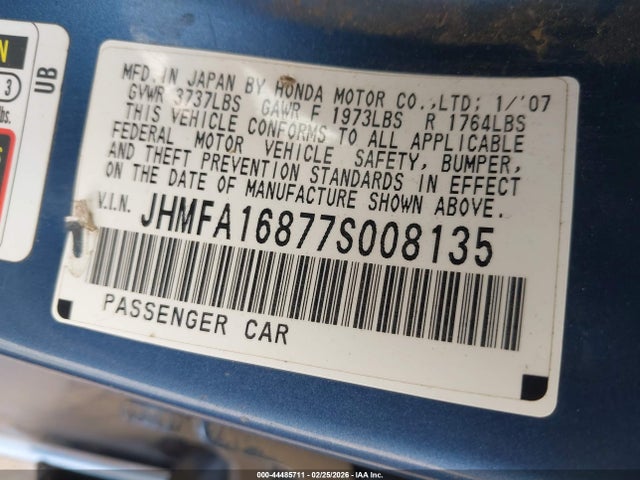 MFD.IN JAPAN BY HONDA MOTOR CO.,LTD; 1/'07
GVWR 3737LBS GAWR F 1973LBS R 1764LBS
THIS VEHICLE CONFORMS TO ALL APPLICABLE
FEDERAL MOTOR VEHICLE SAFETY, BUMPER,
AND THEFT PREVENTION STANDARDS IN EFFECT
ON THE DATE OF MANUFACTURE SHOWN ABOVE.
V.I.N. JHMFA16877S008135
PASSENGER CAR
N
3
lbs.
UB
000-44485711 - 02/25/2026 - IAA Inc.